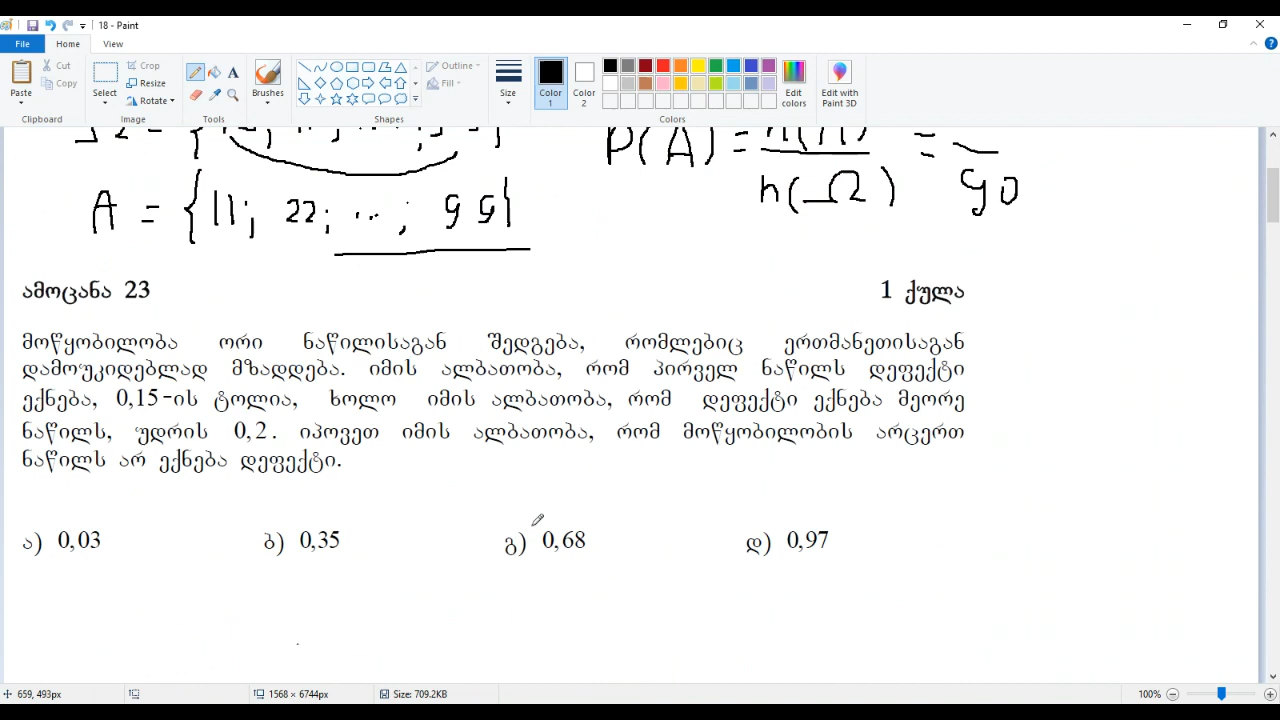 18 - Paint
File Home View
Cut Crop Outline
Copy Resize Fill
Paste Select Rotate Brushes Size Color 1 Color 2 Edit colors Edit with Paint 3D
Clipboard Image Tools Shapes Colors
P(A) = n(A) / n(Ω) = — / 90
A = {11; 22; ...; 99}
ამოცანა 23 1 ქულა
მოწყობილობა ორი ნაწილისაგან შედგება, რომლებიც ერთმანეთისაგან
დამოუკიდებლად მზადდება. იმის ალბათობა, რომ პირველ ნაწილს დეფექტი
ექნება, 0,15-ის ტოლია, ხოლო იმის ალბათობა, რომ დეფექტი ექნება მეორე
ნაწილს, უდრის 0,2. იპოვეთ იმის ალბათობა, რომ მოწყობილობის არცერთ
ნაწილს არ ექნება დეფექტი.
ა) 0,03 ბ) 0,35 გ) 0,68 დ) 0,97
659, 493px 1568 × 6744px Size: 709.2KB 100%